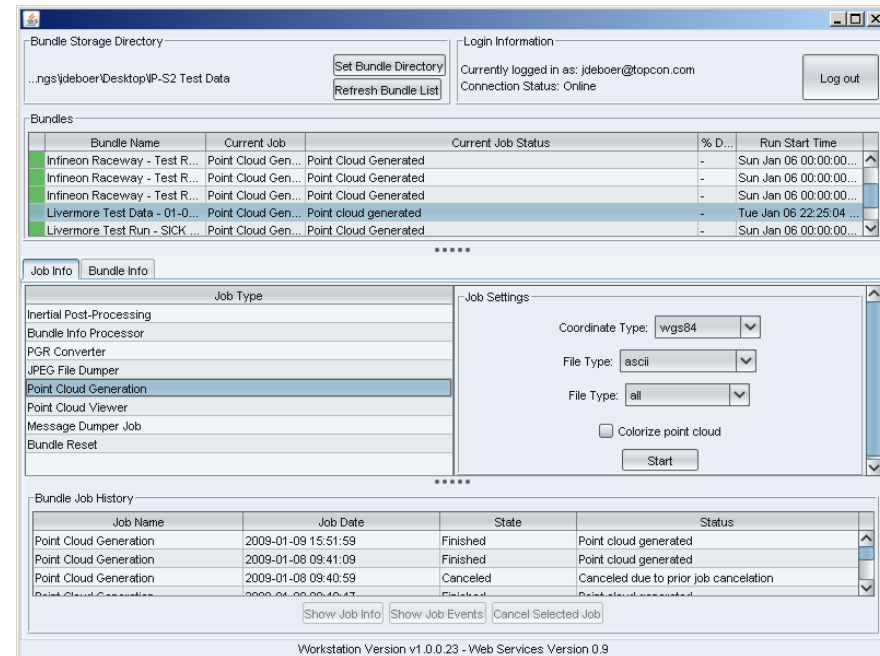 Bundle Storage Directory
...ngs\jdeboer\Desktop\IP-S2 Test Data
Set Bundle Directory
Refresh Bundle List
Login Information
Currently logged in as: jdeboer@topcon.com
Connection Status: Online
Log out
Bundles
Bundle Name Current Job Current Job Status % D... Run Start Time
Infineon Raceway - Test R... Point Cloud Gen... Point Cloud Generated - Sun Jan 06 00:00:00...
Infineon Raceway - Test R... Point Cloud Gen... Point Cloud Generated - Sun Jan 06 00:00:00...
Infineon Raceway - Test R... Point Cloud Gen... Point Cloud Generated - Sun Jan 06 00:00:00...
Livermore Test Data - 01-0... Point Cloud Gen... Point cloud generated - Tue Jan 06 22:25:04 ...
Livermore Test Run - SICK ... Point Cloud Gen... Point Cloud Generated - Sun Jan 06 00:00:00...
Job Info Bundle Info
Job Type
Inertial Post-Processing
Bundle Info Processor
PGR Converter
JPEG File Dumper
Point Cloud Generation
Point Cloud Viewer
Message Dumper Job
Bundle Reset
Job Settings
Coordinate Type: wgs84
File Type: ascii
File Type: all
Colorize point cloud
Start
Bundle Job History
Job Name Job Date State Status
Point Cloud Generation 2009-01-09 15:51:59 Finished Point cloud generated
Point Cloud Generation 2009-01-08 09:41:09 Finished Point cloud generated
Point Cloud Generation 2009-01-08 09:40:59 Canceled Canceled due to prior job cancelation
Point Cloud Generation Finished Point cloud generated
Show Job Info Show Job Events Cancel Selected Job
Workstation Version v1.0.0.23 - Web Services Version 0.9